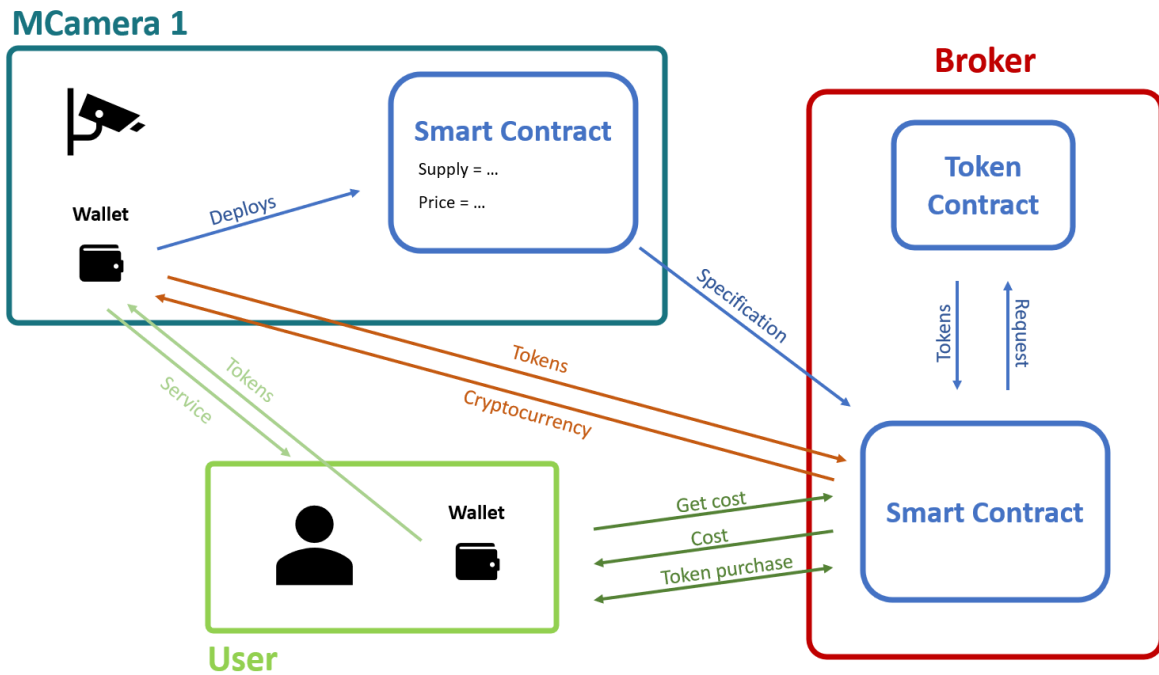 MCamera 1
Broker
Smart Contract
Supply = ...
Price = ...
Token
Contract
Wallet
Deploys
Specification
Tokens
Request
Tokens
Cryptocurrency
Tokens
Service
Wallet
Get cost
Cost
Token purchase
Smart Contract
User